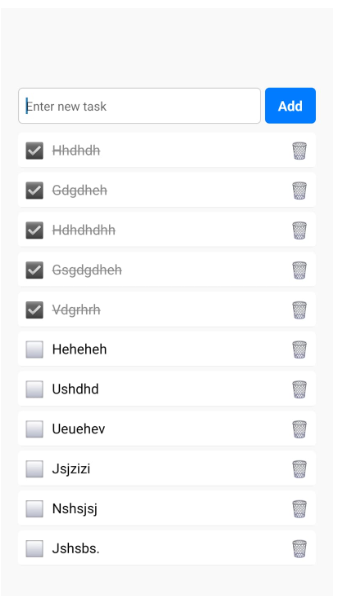 Enter new task
Add
Hhdhdh
Gdgdheh
Hdhdhdhh
Gsgdgdheh
Vdgrhrh
Heheheh
Ushdhd
Ueuehev
Jsjzizi
Nshsjsj
Jshsbs.